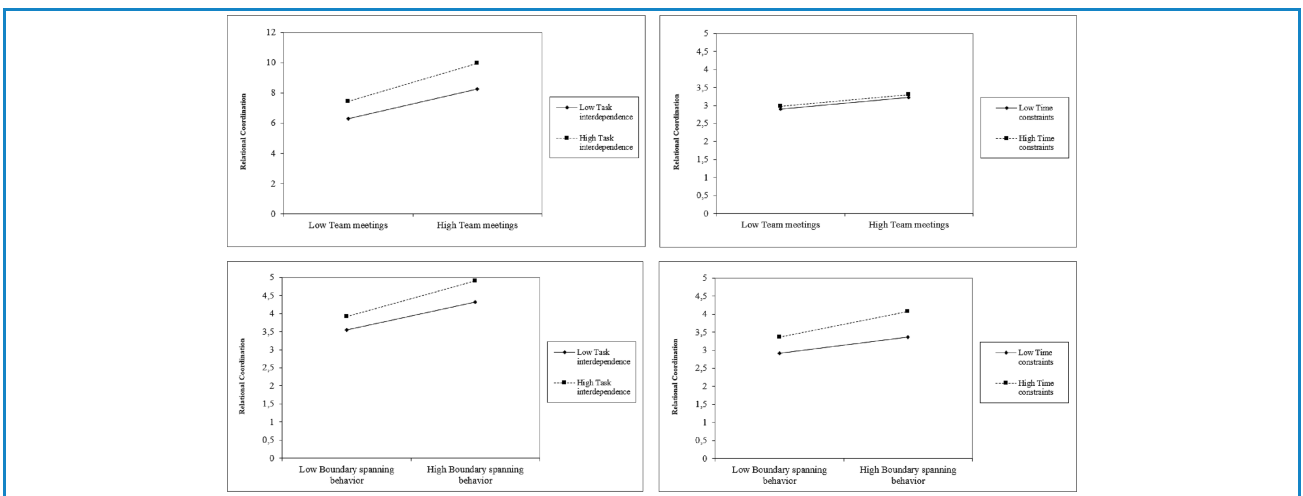 12
10
8
6
4
2
0
Relational Coordination
Low Team meetings
High Team meetings
Low Task
interdependence
High Task
interdependence
5
4,5
4
3,5
3
2,5
2
1,5
1
0,5
0
Relational Coordination
Low Team meetings
High Team meetings
Low Time
constraints
High Time
constraints
5
4,5
4
3,5
3
2,5
2
1,5
1
0,5
0
Relational Coordination
Low Boundary spanning
behavior
High Boundary spanning
behavior
Low Task
interdependence
High Task
interdependence
5
4,5
4
3,5
3
2,5
2
1,5
1
0,5
0
Relational Coordination
Low Boundary spanning
behavior
High Boundary spanning
behavior
Low Time
constraints
High Time
constraints